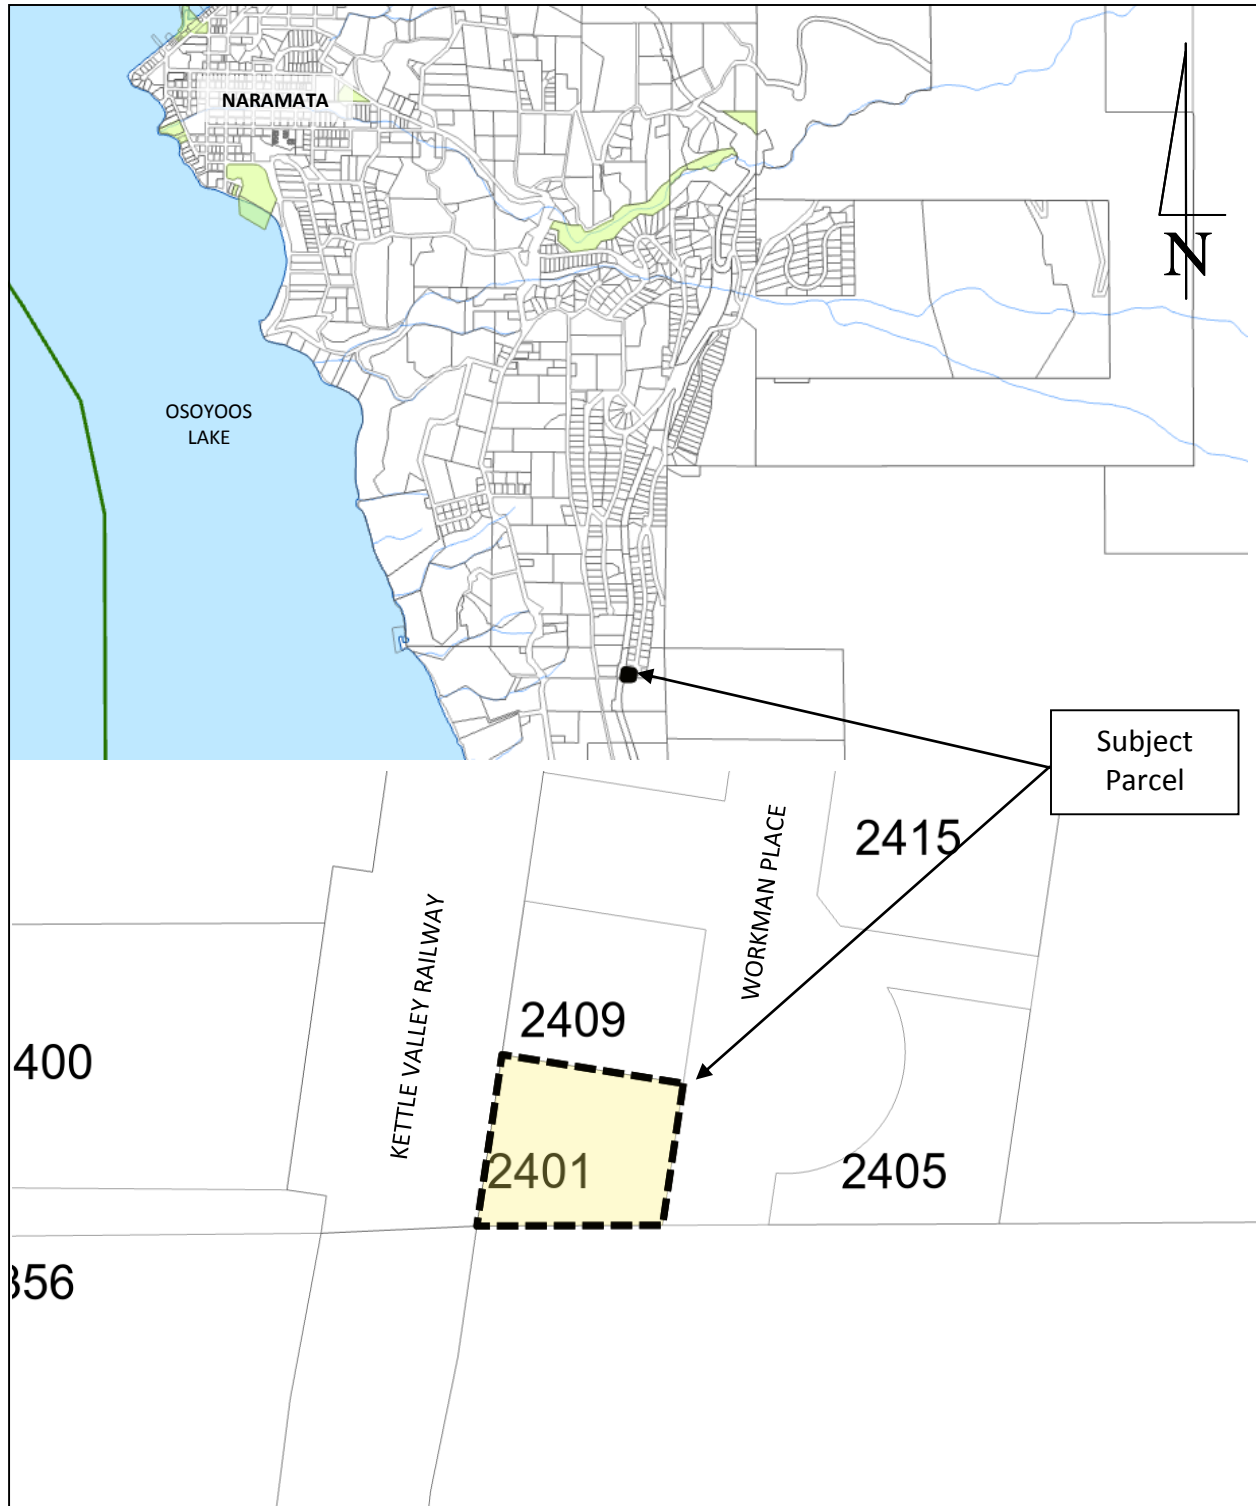 NARAMATA
N
OSOYOOS
LAKE
Subject
Parcel
2415
WORKMAN PLACE
KETTLE VALLEY RAILWAY
2409
400
2401
2405
356